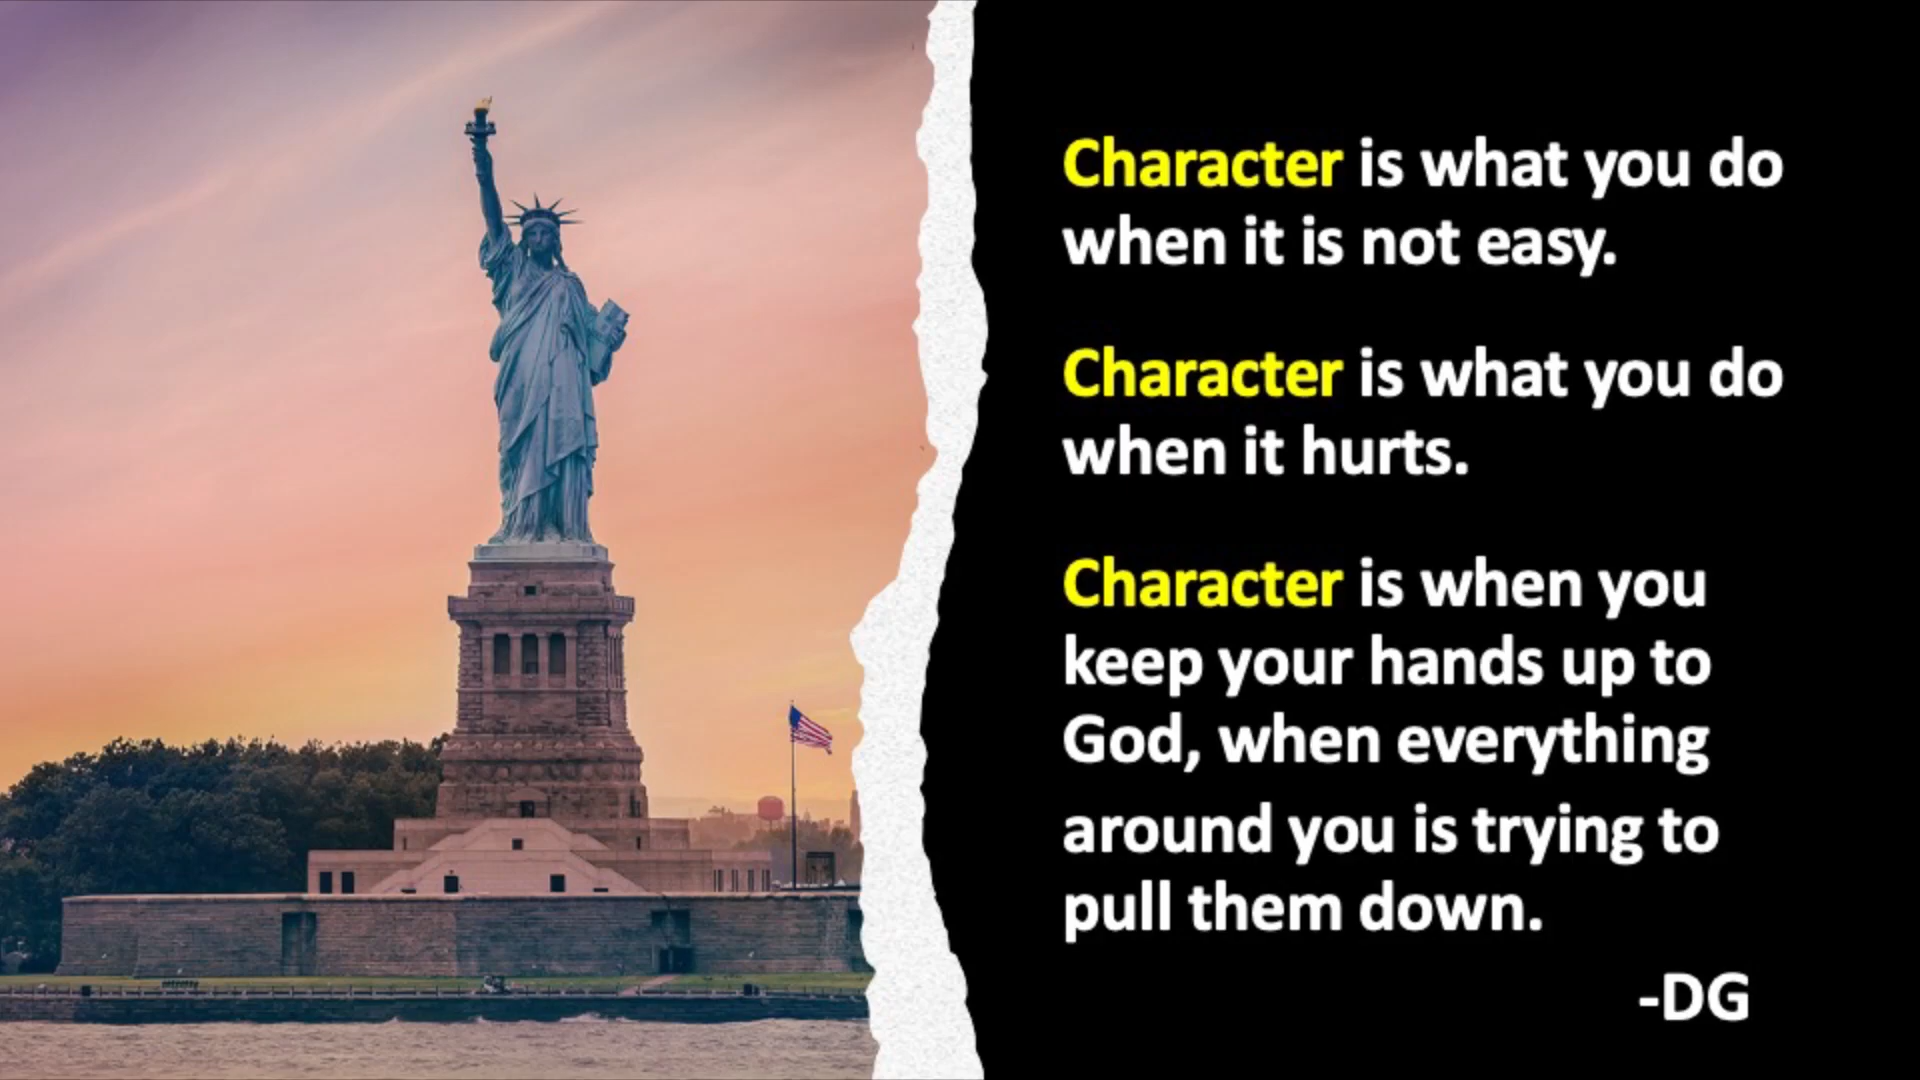 Character is what you do
when it is not easy.
Character is what you do
when it hurts.
Character is when you
keep your hands up to
God, when everything
around you is trying to
pull them down.
-DG